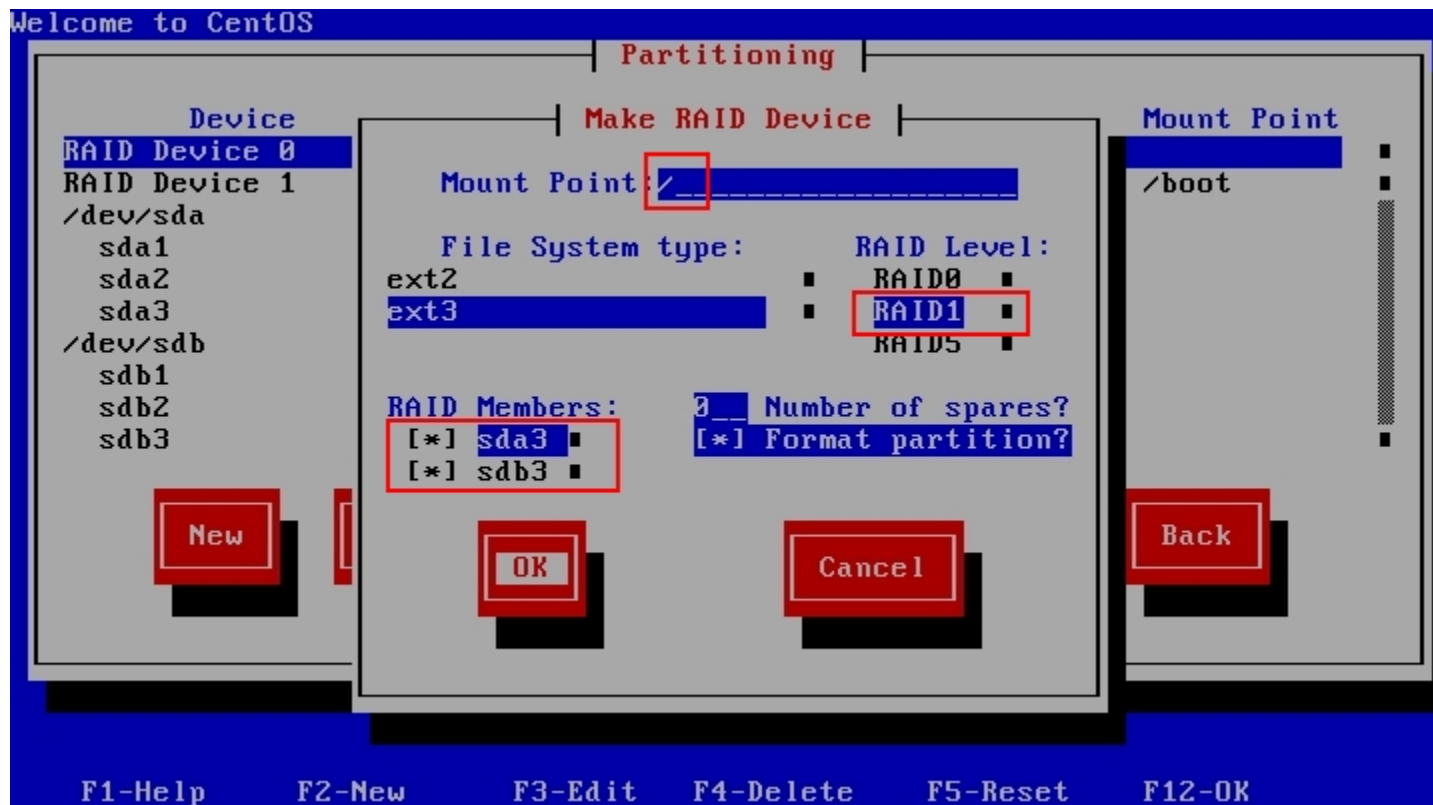 Welcome to CentOS
Partitioning
Device
Mount Point
RAID Device 0
RAID Device 1
/boot
/dev/sda
sda1
sda2
sda3
/dev/sdb
sdb1
sdb2
sdb3
Make RAID Device
Mount Point:/____________________
File System type:
RAID Level:
ext2
RAID0
ext3
RAID1
RAID5
RAID Members:
0__ Number of spares?
[*] sda3
[*] Format partition?
[*] sdb3
New
OK
Cancel
Back
F1-Help F2-New F3-Edit F4-Delete F5-Reset F12-OK